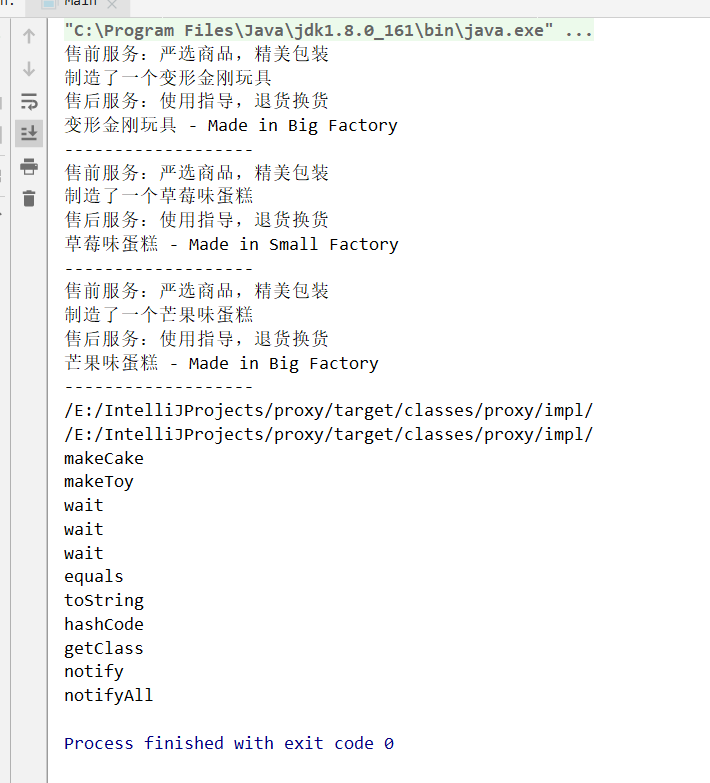 Main
"C:\Program Files\Java\jdk1.8.0_161\bin\java.exe" ...
售前服务：严选商品，精美包装
制造了一个变形金刚玩具
售后服务：使用指导，退货换货
变形金刚玩具 - Made in Big Factory
-------------------
售前服务：严选商品，精美包装
制造了一个草莓味蛋糕
售后服务：使用指导，退货换货
草莓味蛋糕 - Made in Small Factory
-------------------
售前服务：严选商品，精美包装
制造了一个芒果味蛋糕
售后服务：使用指导，退货换货
芒果味蛋糕 - Made in Big Factory
-------------------
/E:/IntelliJProjects/proxy/target/classes/proxy/impl/
/E:/IntelliJProjects/proxy/target/classes/proxy/impl/
makeCake
makeToy
wait
wait
wait
equals
toString
hashCode
getClass
notify
notifyAll
Process finished with exit code 0